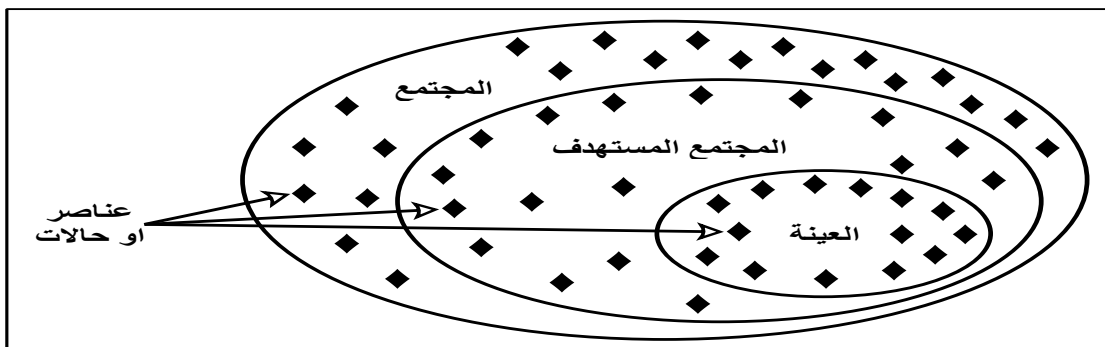 المجتمع
المجتمع المستهدف
عناصر
او حالات
العينة